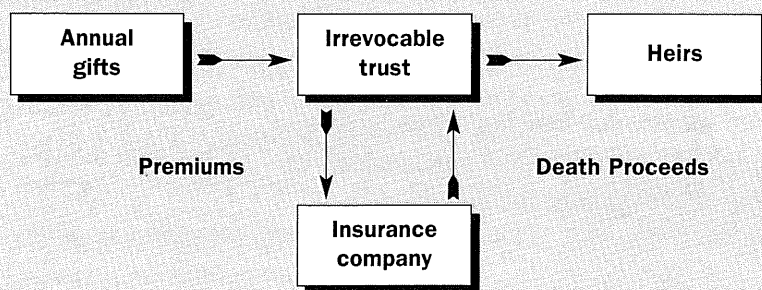 Annual
gifts
Irrevocable
trust
Heirs
Premiums
Death Proceeds
Insurance
company